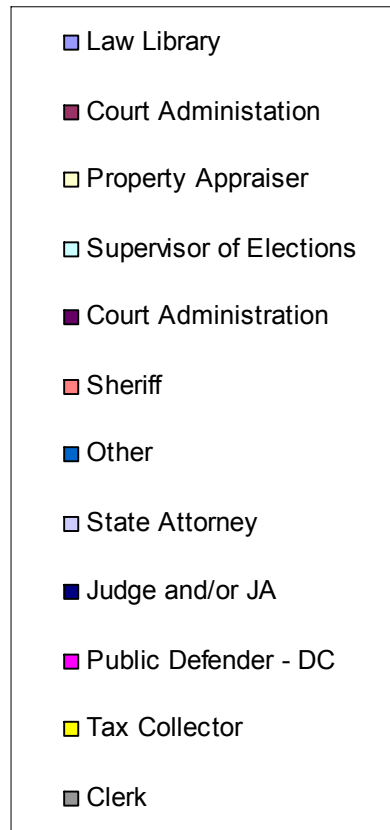 Law Library
Court Administation
Property Appraiser
Supervisor of Elections
Court Administration
Sheriff
Other
State Attorney
Judge and/or JA
Public Defender - DC
Tax Collector
Clerk